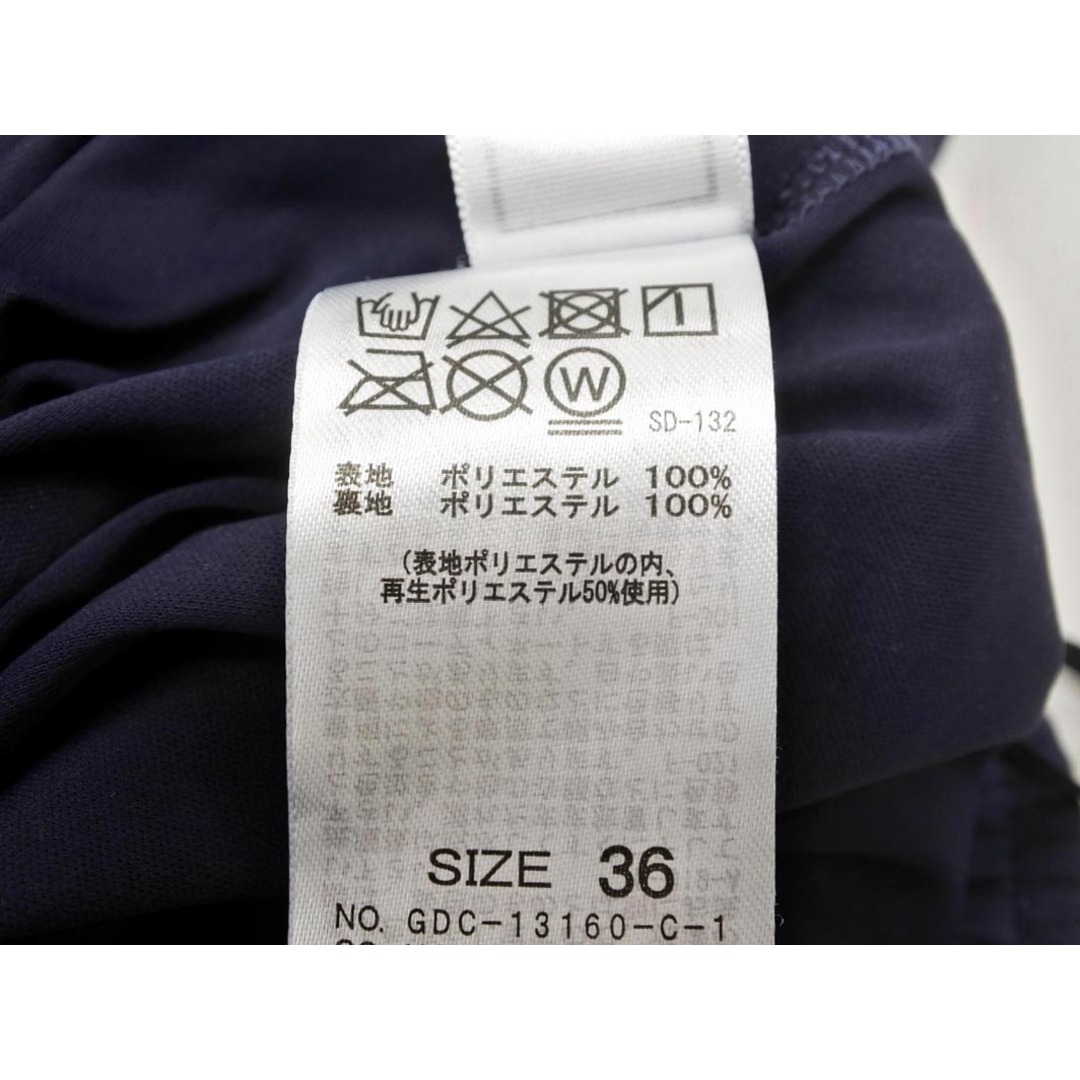 W
SD-132
表地 ポリエステル 100%
裏地 ポリエステル 100%
(表地ポリエステルの内、
再生ポリエステル50%使用)
SIZE 36
NO. GDC-13160-C-1